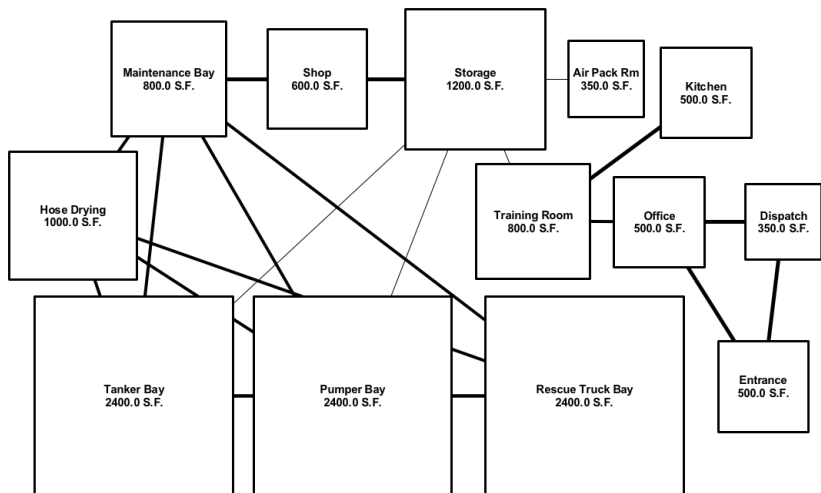 Maintenance Bay
800.0 S.F.
Shop
600.0 S.F.
Storage
1200.0 S.F.
Air Pack Rm
350.0 S.F.
Kitchen
500.0 S.F.
Hose Drying
1000.0 S.F.
Training Room
800.0 S.F.
Office
500.0 S.F.
Dispatch
350.0 S.F.
Tanker Bay
2400.0 S.F.
Pumper Bay
2400.0 S.F.
Rescue Truck Bay
2400.0 S.F.
Entrance
500.0 S.F.